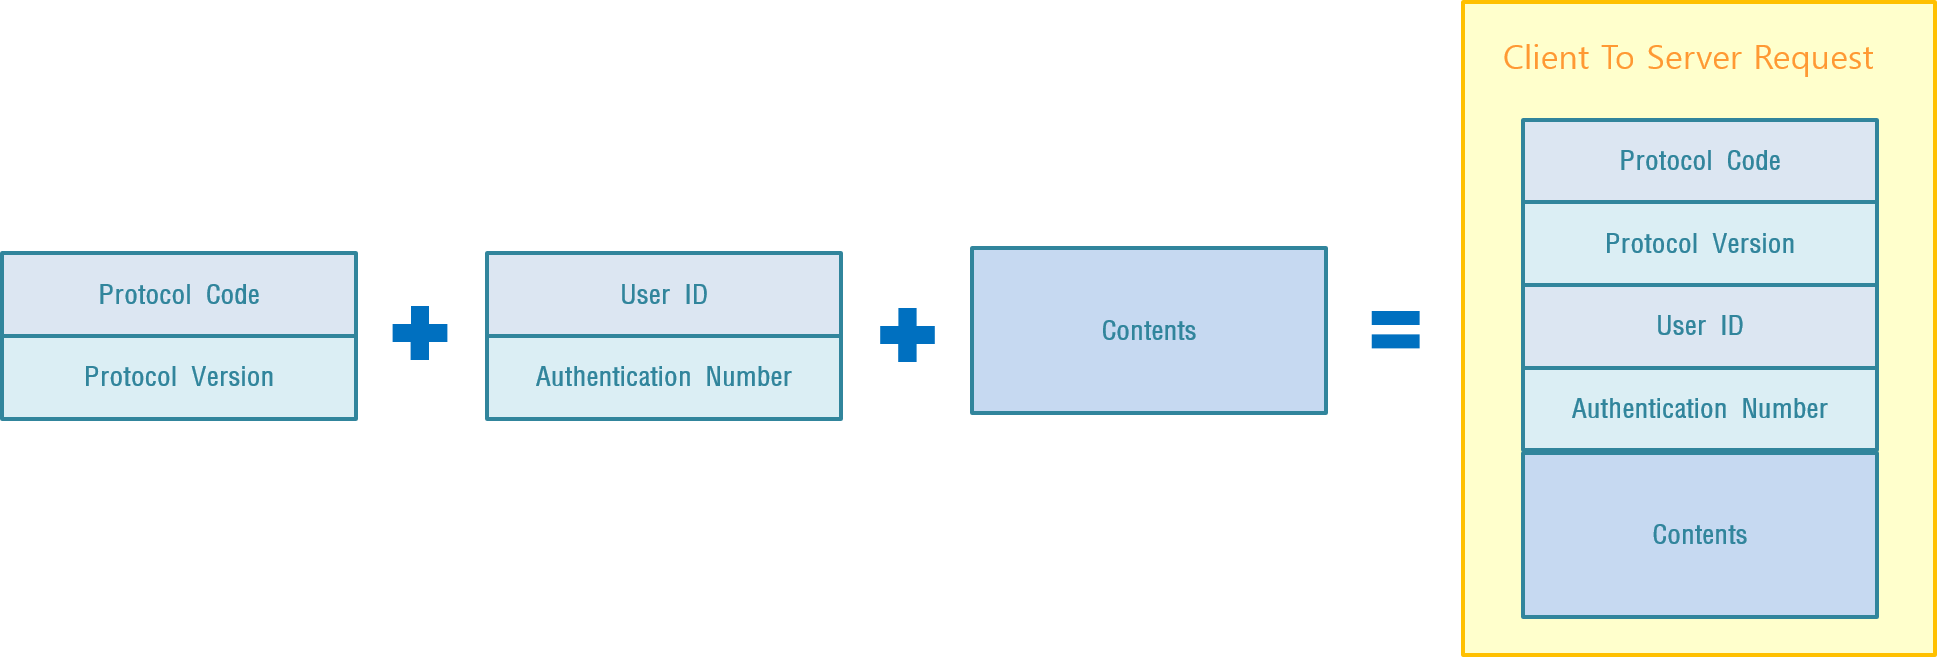 Protocol Code
Protocol Version
User ID
Authentication Number
Contents
Client To Server Request
Protocol Code
Protocol Version
User ID
Authentication Number
Contents